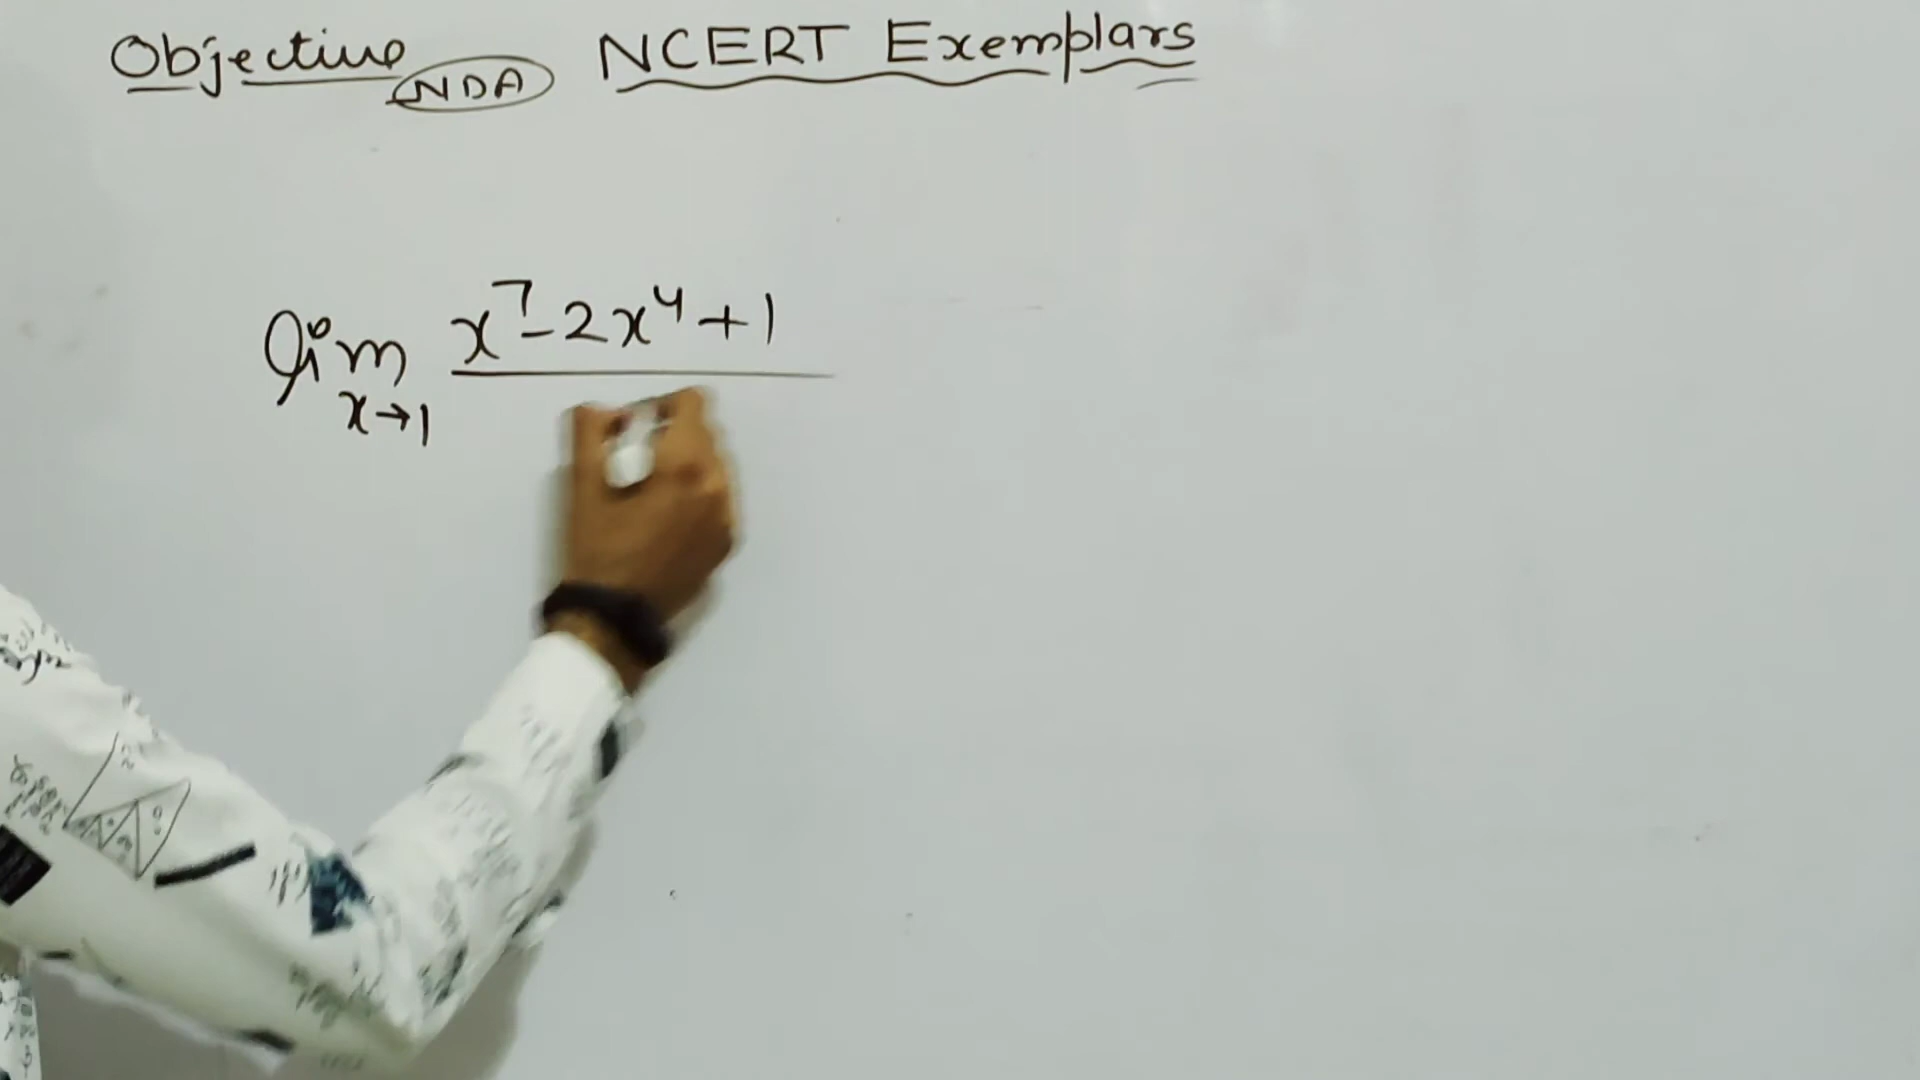 Objective NDA NCERT Exemplars
lim x→1 x⁷-2x⁴+1